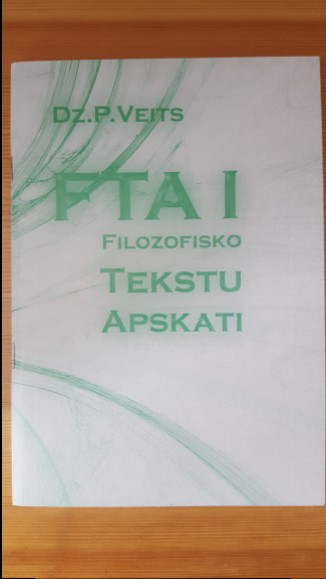 Dz.P.Veits
FTA I
Filozofisko
Tekstu
Apskati